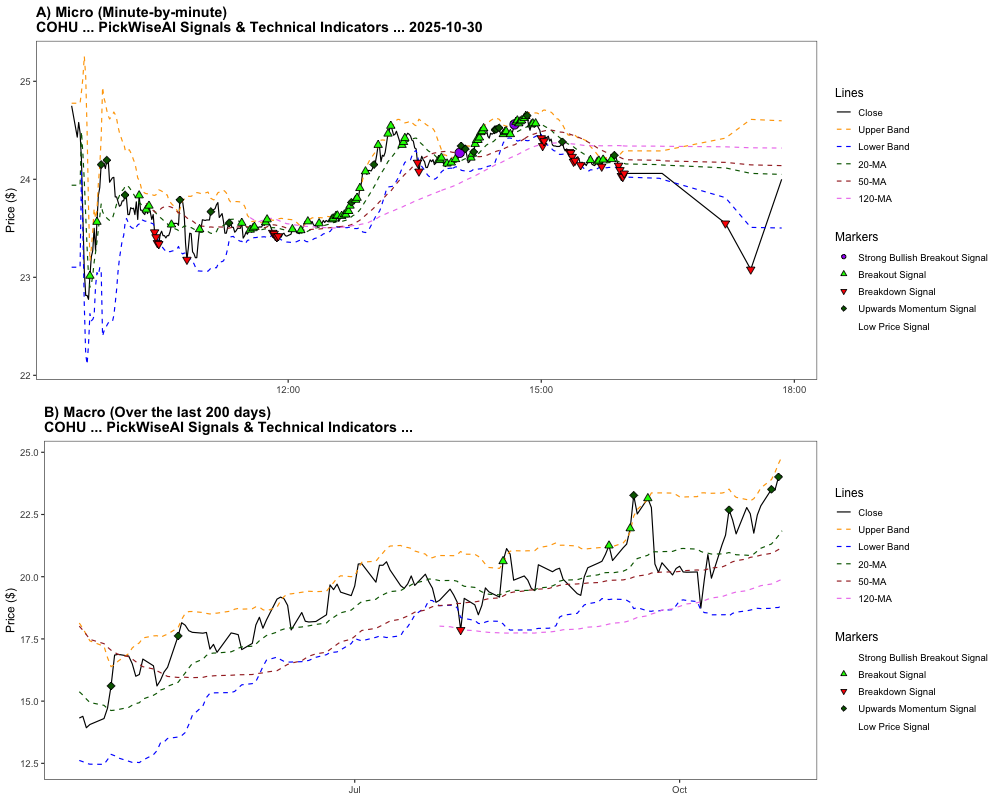 A) Micro (Minute-by-minute)
COHU ... PickWiseAI Signals & Technical Indicators ... 2025-10-30
Price ($)
25
24
23
22
12:00
15:00
18:00
Lines
Close
Upper Band
Lower Band
20-MA
50-MA
120-MA
Markers
Strong Bullish Breakout Signal
Breakout Signal
Breakdown Signal
Upwards Momentum Signal
Low Price Signal
B) Macro (Over the last 200 days)
COHU ... PickWiseAI Signals & Technical Indicators ...
Price ($)
25.0
22.5
20.0
17.5
15.0
12.5
Jul
Oct
Lines
Close
Upper Band
Lower Band
20-MA
50-MA
120-MA
Markers
Strong Bullish Breakout Signal
Breakout Signal
Breakdown Signal
Upwards Momentum Signal
Low Price Signal